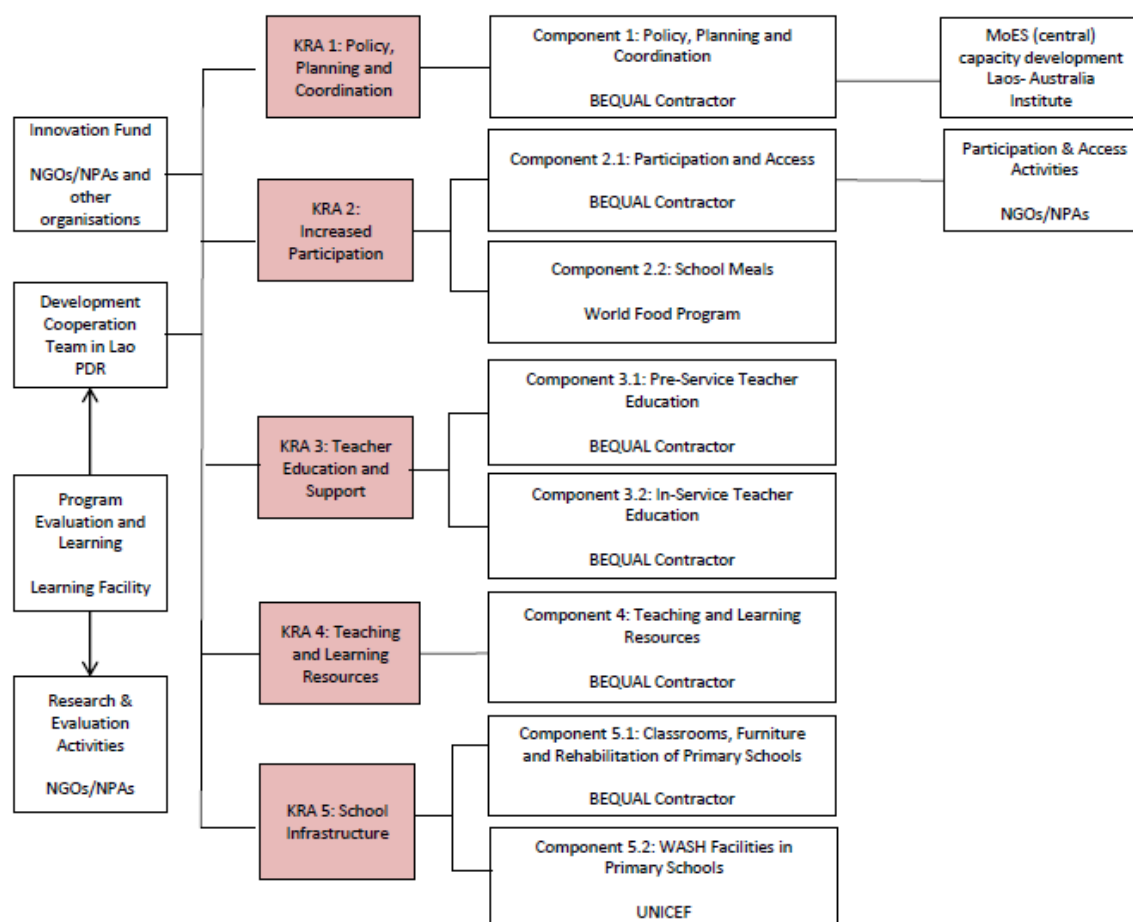 Innovation Fund
NGOs/NPAs and
other
organisations
Development
Cooperation
Team in Lao
PDR
Program
Evaluation and
Learning
Learning Facility
Research &
Evaluation
Activities
NGOs/NPAs
KRA 1: Policy,
Planning and
Coordination
KRA 2:
Increased
Participation
KRA 3: Teacher
Education and
Support
KRA 4: Teaching
and Learning
Resources
KRA 5: School
Infrastructure
Component 1: Policy, Planning and
Coordination
BEQUAL Contractor
Component 2.1: Participation and Access
BEQUAL Contractor
Component 2.2: School Meals
World Food Program
Component 3.1: Pre-Service Teacher
Education
BEQUAL Contractor
Component 3.2: In-Service Teacher
Education
BEQUAL Contractor
Component 4: Teaching and Learning
Resources
BEQUAL Contractor
Component 5.1: Classrooms, Furniture
and Rehabilitation of Primary Schools
BEQUAL Contractor
Component 5.2: WASH Facilities in
Primary Schools
UNICEF
MoES (central)
capacity development
Laos- Australia
Institute
Participation & Access
Activities
NGOs/NPAs